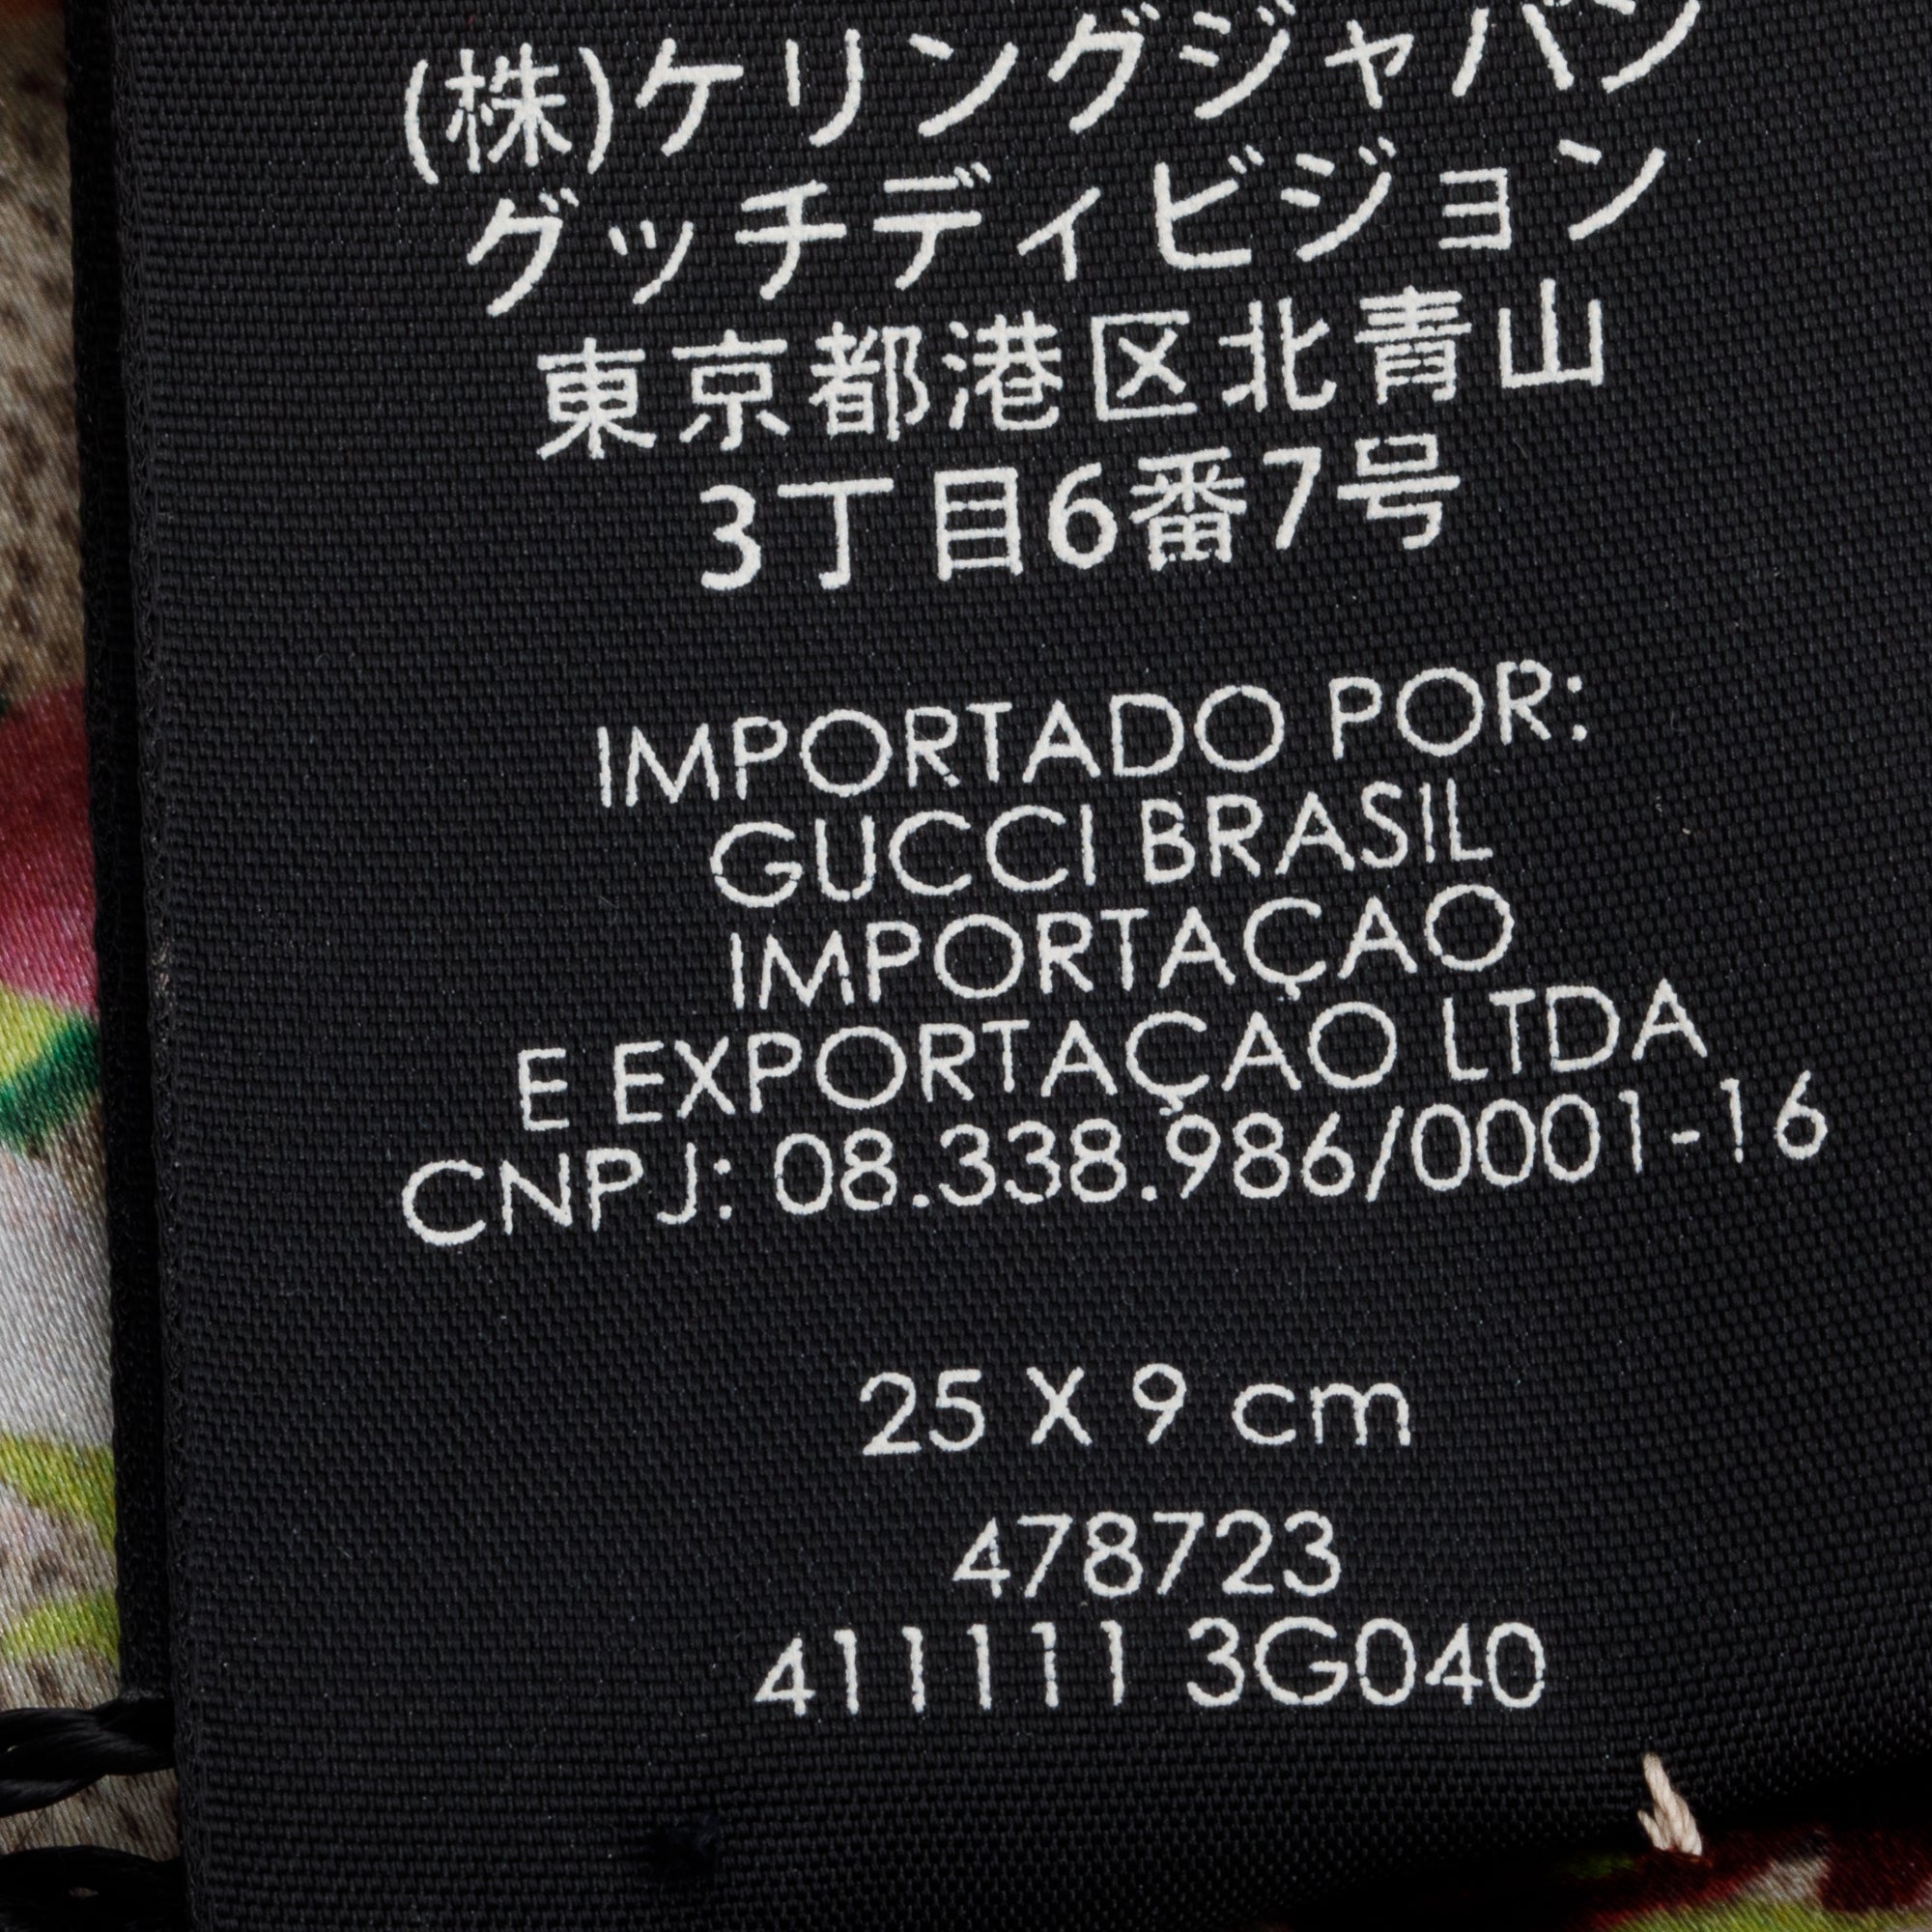 (株)ケリングジャパン
グッチディビジョン
東京都港区北青山
3丁目6番7号
IMPORTADO POR:
GUCCI BRASIL
IMPORTAÇAO
E EXPORTAÇAO LTDA
CNPJ: 08.338.986/0001-16
25 X 9 cm
478723
411111 3G040